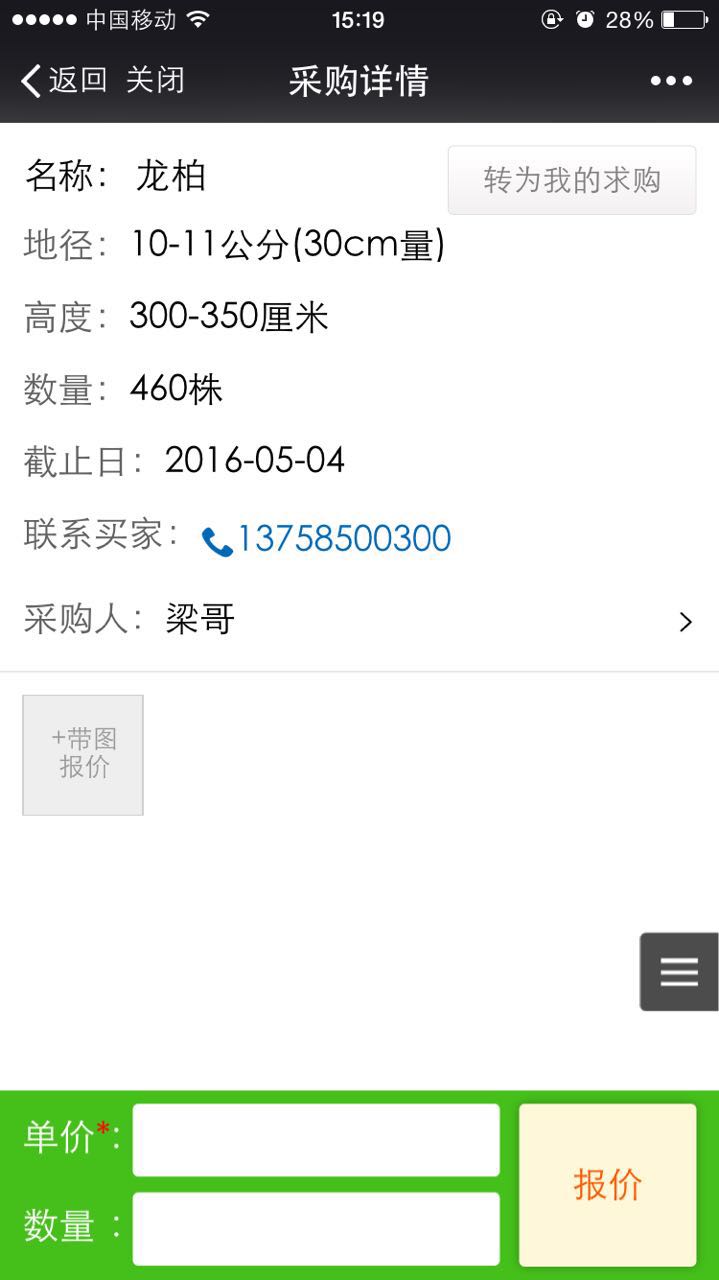 中国移动 15:19 28%
返回 关闭 采购详情
名称： 龙柏 转为我的求购
地径： 10-11公分(30cm量)
高度： 300-350厘米
数量： 460株
截止日： 2016-05-04
联系买家： 13758500300
采购人： 梁哥
+带图
报价
单价*:
报价
数量 :